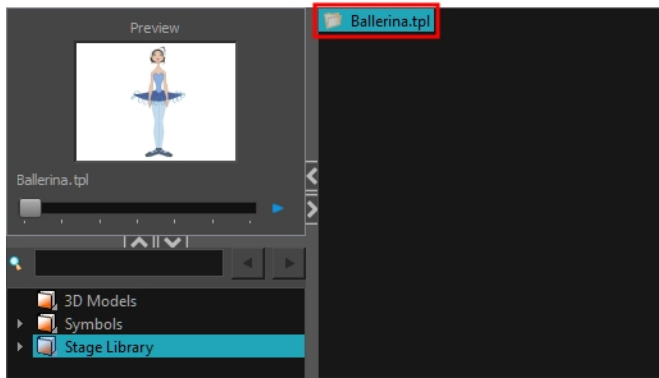 Preview
Ballerina.tpl
Ballerina.tpl
3D Models
Symbols
Stage Library